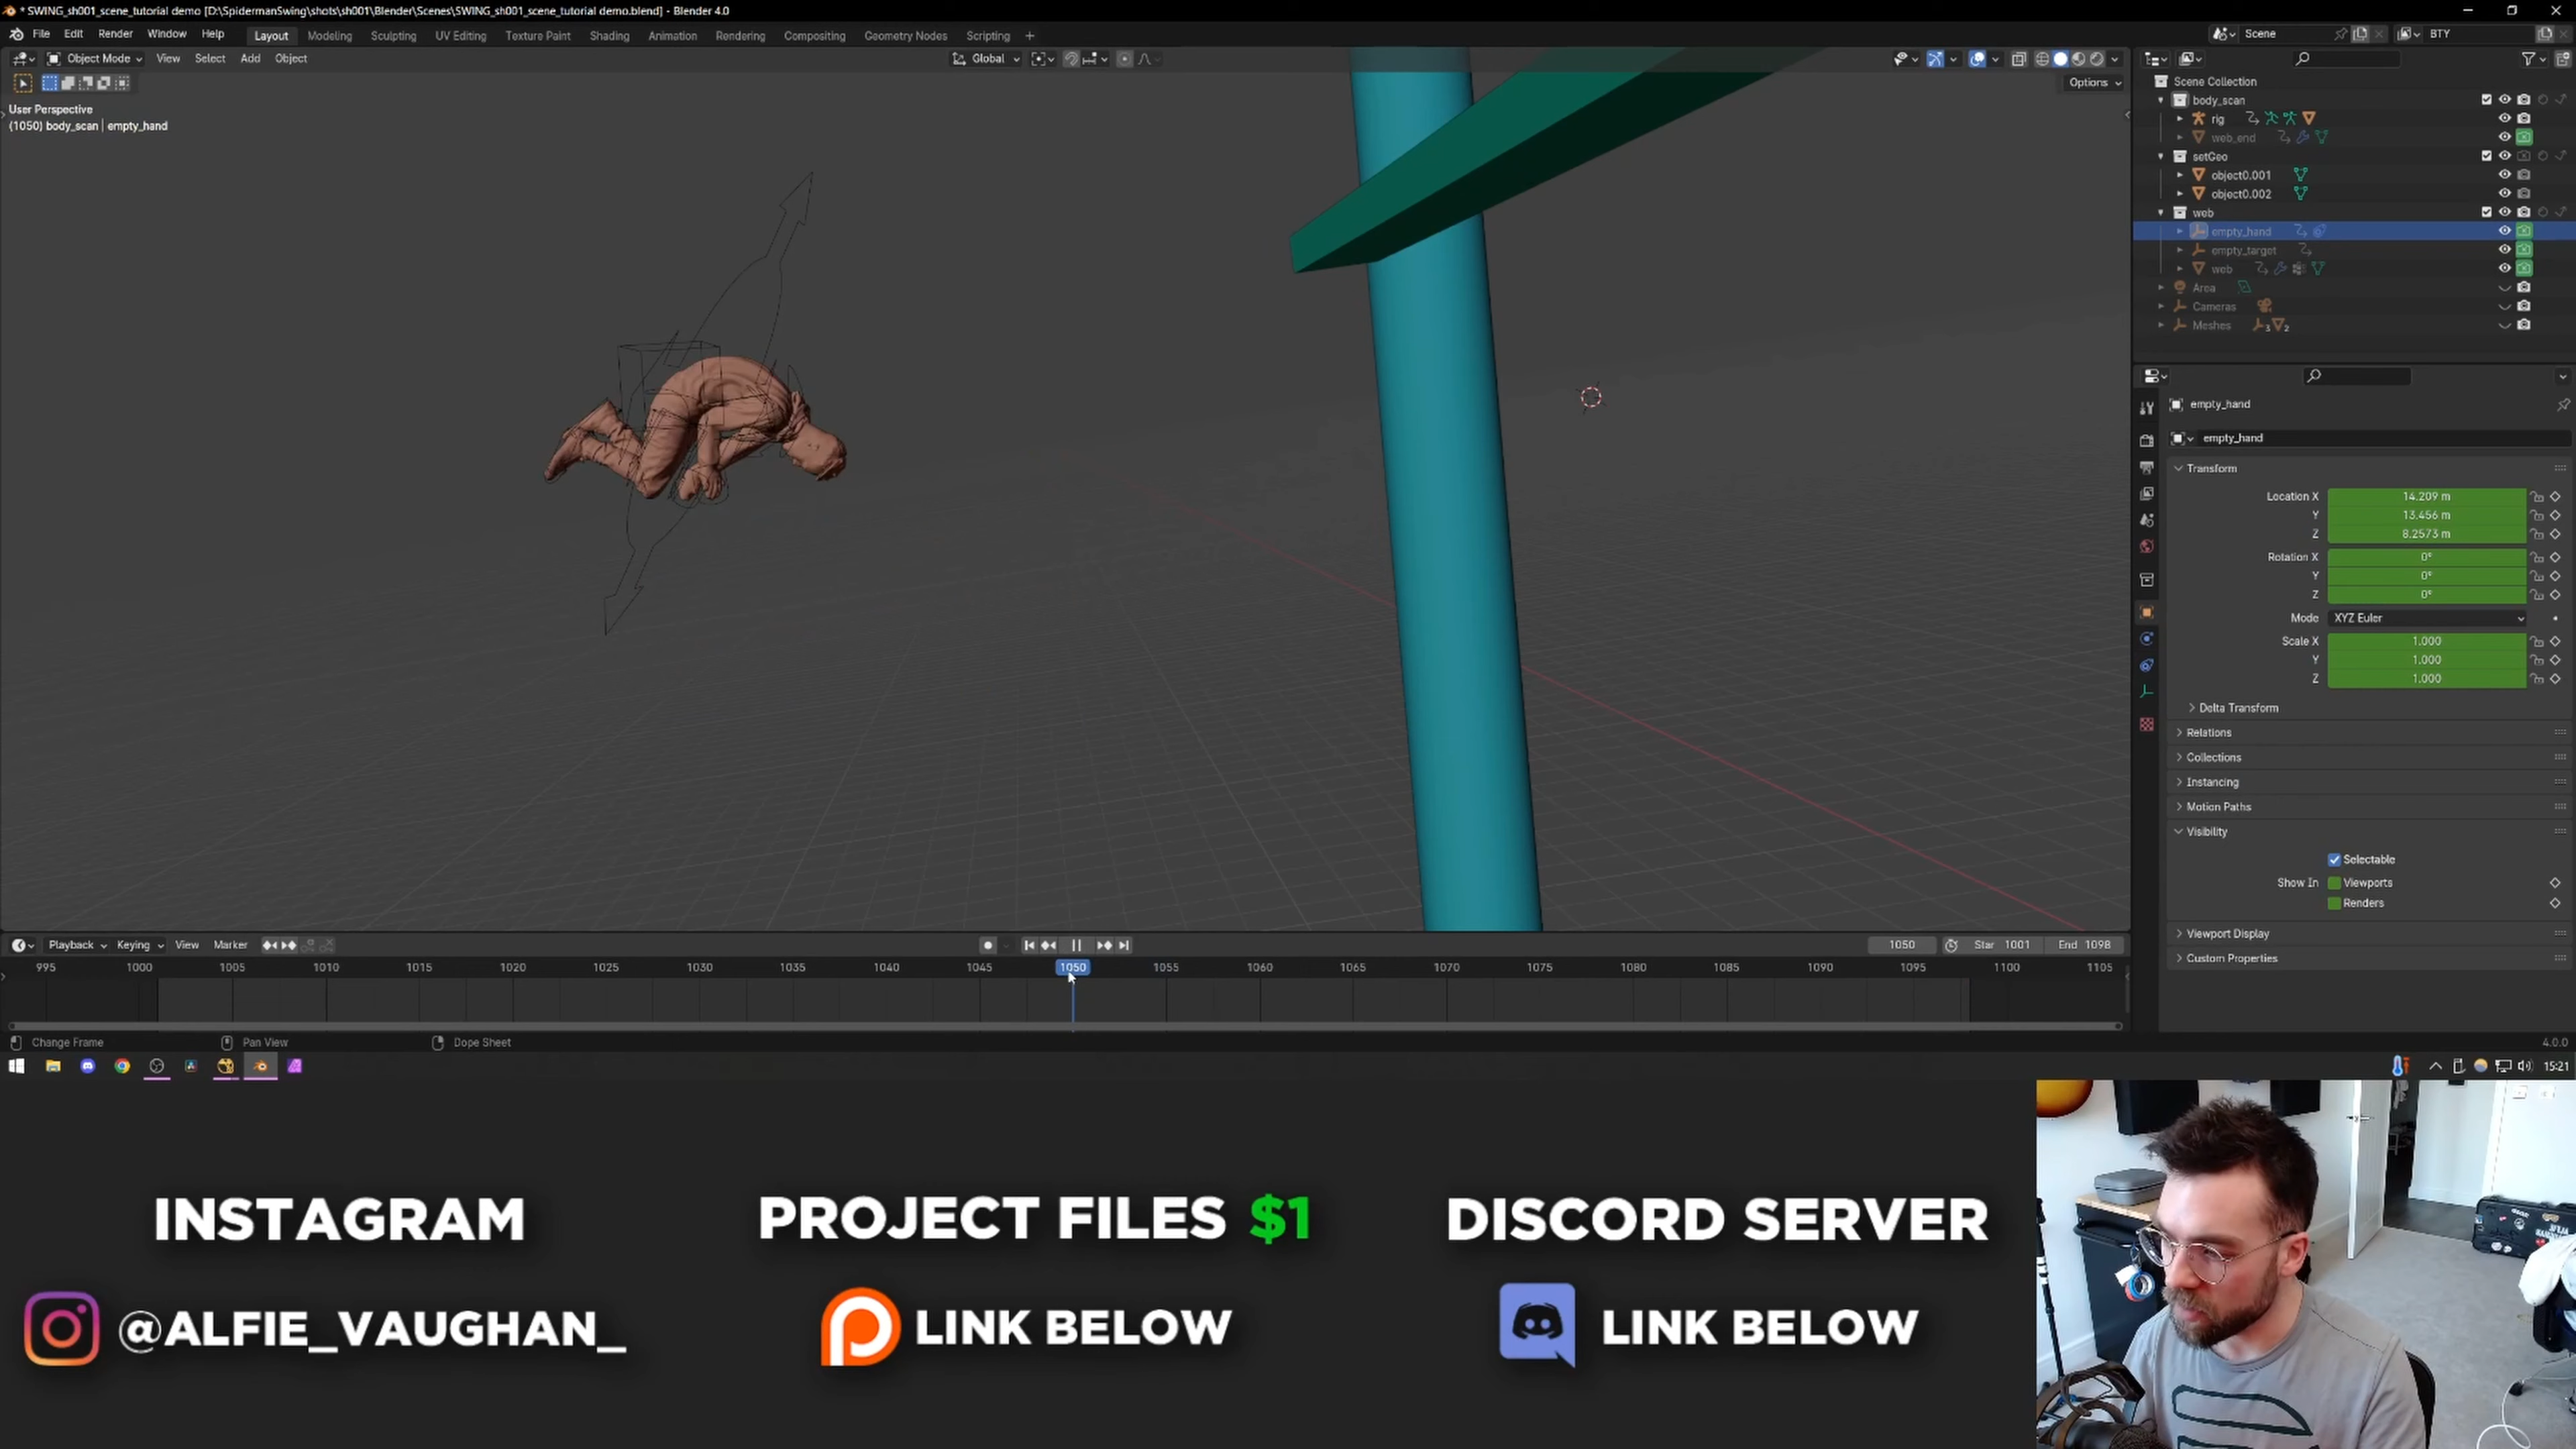 * SWING_sh001_scene_tutorial demo [D:\SpidermanSwing\shots\sh001\Blender\Scenes\SWING_sh001_scene_tutorial demo.blend] - Blender 4.0
File Edit Render Window Help Layout Modeling Sculpting UV Editing Texture Paint Shading Animation Rendering Compositing Geometry Nodes Scripting + Scene BTY
Object Mode View Select Add Object Global
Options
User Perspective
(1050) body_scan | empty_hand
Scene Collection
body_scan
rig
web_end
setGeo
object0.001
object0.002
web
empty_hand
empty_target
web
Area
Cameras
Meshes
empty_hand
empty_hand
Transform
Location X 14.209 m
Y 13.456 m
Z 8.2573 m
Rotation X 0°
Y 0°
Z 0°
Mode XYZ Euler
Scale X 1.000
Y 1.000
Z 1.000
Delta Transform
Relations
Collections
Instancing
Motion Paths
Visibility
Selectable
Show In Viewports
Renders
Viewport Display
Custom Properties
Playback Keying View Marker 1050 Star 1001 End 1098
995 1000 1005 1010 1015 1020 1025 1030 1035 1040 1045 1050 1055 1060 1065 1070 1075 1080 1085 1090 1095 1100 1105
Change Frame Pan View Dope Sheet 4.0.0
15:21
INSTAGRAM
@ALFIE_VAUGHAN_
PROJECT FILES $1
LINK BELOW
DISCORD SERVER
LINK BELOW